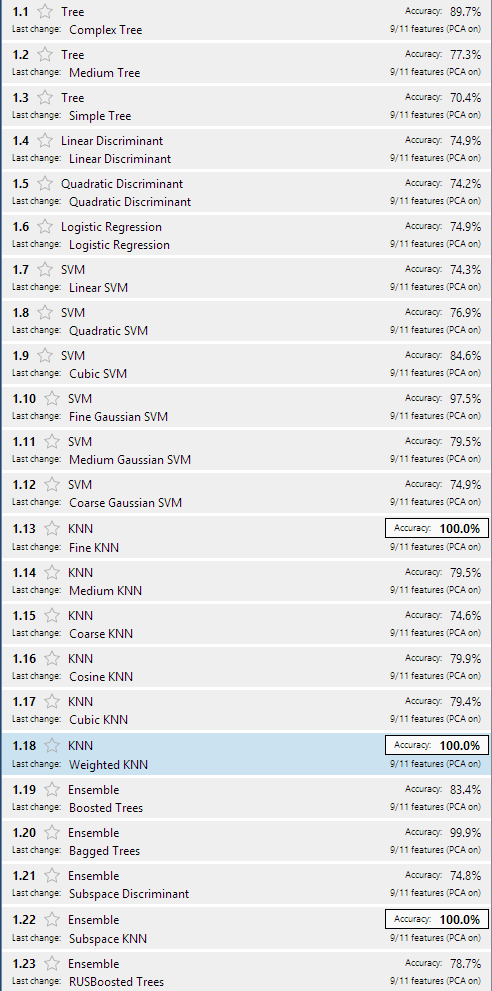 1.1 Tree Accuracy: 89.7%
Last change: Complex Tree 9/11 features (PCA on)
1.2 Tree Accuracy: 77.3%
Last change: Medium Tree 9/11 features (PCA on)
1.3 Tree Accuracy: 70.4%
Last change: Simple Tree 9/11 features (PCA on)
1.4 Linear Discriminant Accuracy: 74.9%
Last change: Linear Discriminant 9/11 features (PCA on)
1.5 Quadratic Discriminant Accuracy: 74.2%
Last change: Quadratic Discriminant 9/11 features (PCA on)
1.6 Logistic Regression Accuracy: 74.9%
Last change: Logistic Regression 9/11 features (PCA on)
1.7 SVM Accuracy: 74.3%
Last change: Linear SVM 9/11 features (PCA on)
1.8 SVM Accuracy: 76.9%
Last change: Quadratic SVM 9/11 features (PCA on)
1.9 SVM Accuracy: 84.6%
Last change: Cubic SVM 9/11 features (PCA on)
1.10 SVM Accuracy: 97.5%
Last change: Fine Gaussian SVM 9/11 features (PCA on)
1.11 SVM Accuracy: 79.5%
Last change: Medium Gaussian SVM 9/11 features (PCA on)
1.12 SVM Accuracy: 74.9%
Last change: Coarse Gaussian SVM 9/11 features (PCA on)
1.13 KNN Accuracy: 100.0%
Last change: Fine KNN 9/11 features (PCA on)
1.14 KNN Accuracy: 79.5%
Last change: Medium KNN 9/11 features (PCA on)
1.15 KNN Accuracy: 74.6%
Last change: Coarse KNN 9/11 features (PCA on)
1.16 KNN Accuracy: 79.9%
Last change: Cosine KNN 9/11 features (PCA on)
1.17 KNN Accuracy: 79.4%
Last change: Cubic KNN 9/11 features (PCA on)
1.18 KNN Accuracy: 100.0%
Last change: Weighted KNN 9/11 features (PCA on)
1.19 Ensemble Accuracy: 83.4%
Last change: Boosted Trees 9/11 features (PCA on)
1.20 Ensemble Accuracy: 99.9%
Last change: Bagged Trees 9/11 features (PCA on)
1.21 Ensemble Accuracy: 74.8%
Last change: Subspace Discriminant 9/11 features (PCA on)
1.22 Ensemble Accuracy: 100.0%
Last change: Subspace KNN 9/11 features (PCA on)
1.23 Ensemble Accuracy: 78.7%
Last change: RUSBoosted Trees 9/11 features (PCA on)